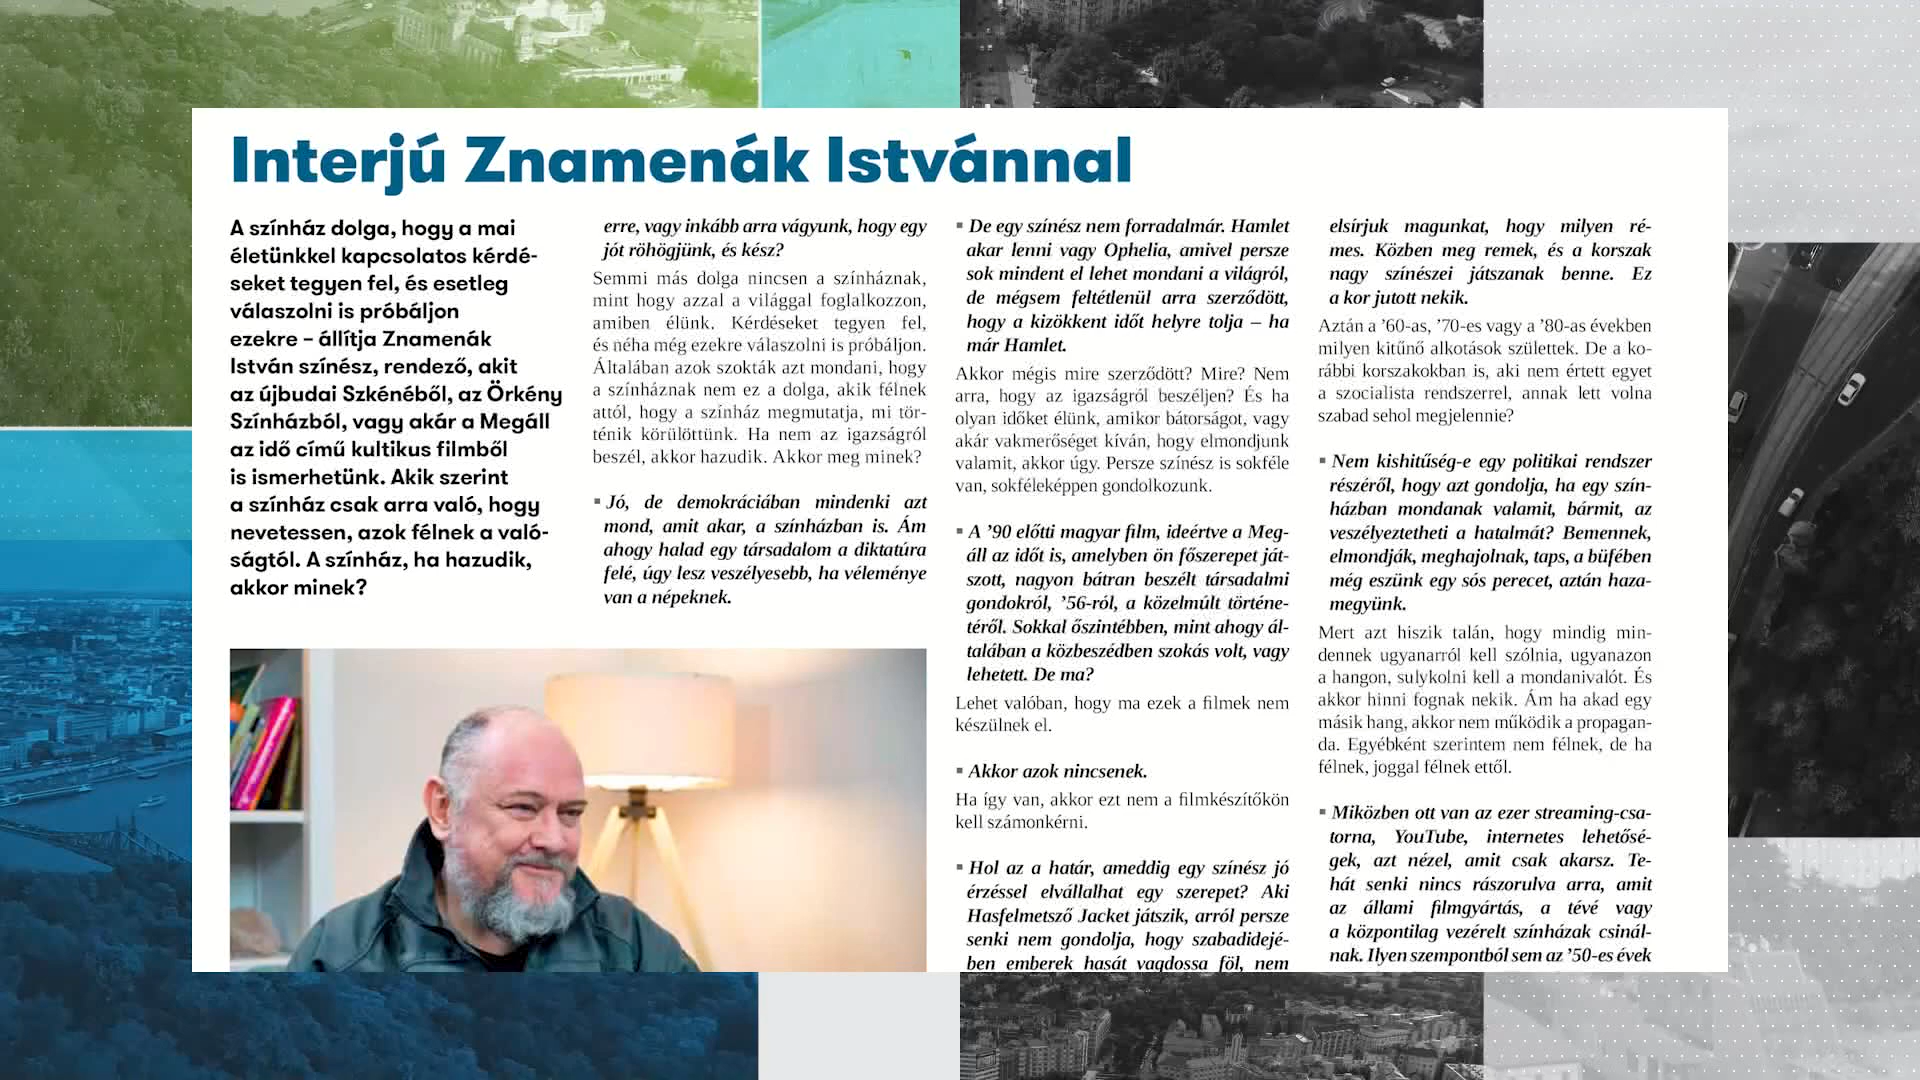 Interjú Znamenák Istvánnal
A színház dolga, hogy a mai
életünkkel kapcsolatos kérdé-
seket tegyen fel, és esetleg
válaszolni is próbáljon
ezekre – állítja Znamenák
István színész, rendező, akit
az újbudai Szkénéből, az Örkény
Színházból, vagy akár a Megáll
az idő című kultikus filmből
is ismerhetünk. Akik szerint
a színház csak arra való, hogy
nevetessen, azok félnek a való-
ságtól. A színház, ha hazudik,
akkor minek?
erre, vagy inkább arra vágyunk, hogy egy
jót röhögjünk, és kész?
Semmi más dolga nincsen a színháznak,
mint hogy azzal a világgal foglalkozzon,
amiben élünk. Kérdéseket tegyen fel,
és néha még ezekre válaszolni is próbáljon.
Általában azok szokták azt mondani, hogy
a színháznak nem ez a dolga, akik félnek
attól, hogy a színház megmutatja, mi tör-
ténik körülöttünk. Ha nem az igazságról
beszél, akkor hazudik. Akkor meg minek?
▪ Jó, de demokráciában mindenki azt
mond, amit akar, a színházban is. Ám
ahogy halad egy társadalom a diktatúra
felé, úgy lesz veszélyesebb, ha véleménye
van a népeknek.
▪ De egy színész nem forradalmár. Hamlet
akar lenni vagy Ophelia, amivel persze
sok mindent el lehet mondani a világról,
de mégsem feltétlenül arra szerződött,
hogy a kizökkent időt helyre tolja – ha
már Hamlet.
Akkor mégis mire szerződött? Mire? Nem
arra, hogy az igazságról beszéljen? És ha
olyan időket élünk, amikor bátorságot, vagy
akár vakmerőséget kíván, hogy elmondjunk
valamit, akkor úgy. Persze színész is sokféle
van, sokféleképpen gondolkozunk.
▪ A ’90 előtti magyar film, ideértve a Meg-
áll az időt is, amelyben ön főszerepet ját-
szott, nagyon bátran beszélt társadalmi
gondokról, ’56-ról, a közelmúlt történe-
téről. Sokkal őszintébben, mint ahogy ál-
talában a közbeszédben szokás volt, vagy
lehetett. De ma?
Lehet valóban, hogy ma ezek a filmek nem
készülnek el.
▪ Akkor azok nincsenek.
Ha így van, akkor ezt nem a filmkészítőkön
kell számonkérni.
▪ Hol az a határ, ameddig egy színész jó
érzéssel elvállalhat egy szerepet? Aki
Hasfelmetsző Jacket játszik, arról persze
senki nem gondolja, hogy szabadidejé-
ben emberek hasát vagdossa föl, nem
elsírjuk magunkat, hogy milyen ré-
mes. Közben meg remek, és a korszak
nagy színészei játszanak benne. Ez
a kor jutott nekik.
Aztán a ’60-as, ’70-es vagy a ’80-as években
milyen kitűnő alkotások születtek. De a ko-
rábbi korszakokban is, aki nem értett egyet
a szocialista rendszerrel, annak lett volna
szabad sehol megjelennie?
▪ Nem kishitűség-e egy politikai rendszer
részéről, hogy azt gondolja, ha egy szín-
házban mondanak valamit, bármit, az
veszélyeztetheti a hatalmát? Bemennek,
elmondják, meghajolnak, taps, a büfében
még eszünk egy sós perecet, aztán haza-
megyünk.
Mert azt hiszik talán, hogy mindig min-
dennek ugyanarról kell szólnia, ugyanazon
a hangon, sulykolni kell a mondanivalót. És
akkor hinni fognak nekik. Ám ha akad egy
másik hang, akkor nem működik a propagan-
da. Egyébként szerintem nem félnek, de ha
félnek, joggal félnek ettől.
▪ Miközben ott van az ezer streaming-csa-
torna, YouTube, internetes lehetősé-
gek, azt nézel, amit csak akarsz. Te-
hát senki nincs rászorulva arra, amit
az állami filmgyártás, a tévé vagy
a központilag vezérelt színházak csinál-
nak. Ilyen szempontból sem az ’50-es évek